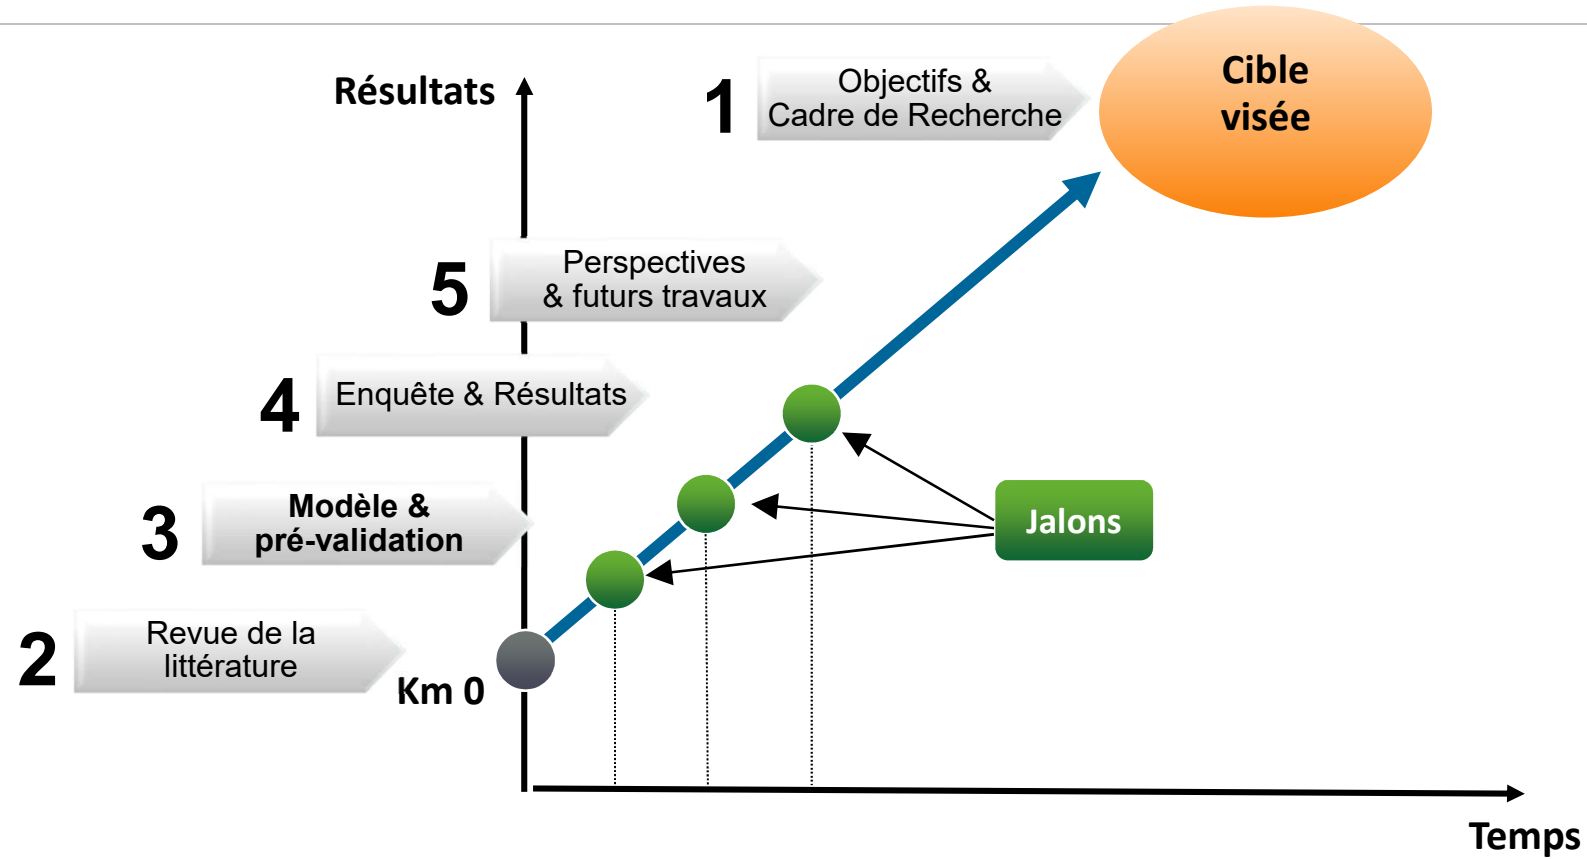 Résultats
1
Objectifs &
Cadre de Recherche
Cible
visée
5
Perspectives
& futurs travaux
4
Enquête & Résultats
3
Modèle &
pré-validation
Jalons
2
Revue de la
littérature
Km 0
Temps